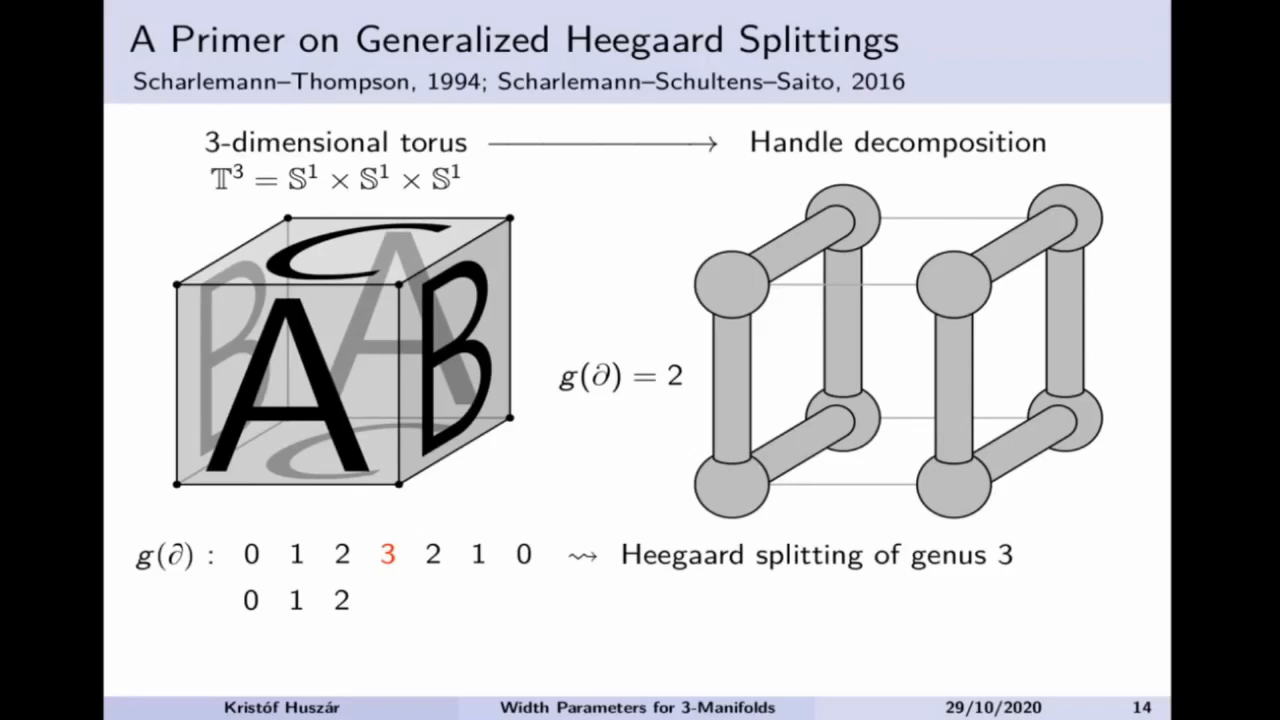 A Primer on Generalized Heegaard Splittings
Scharlemann–Thompson, 1994; Scharlemann–Schultens–Saito, 2016
3-dimensional torus ⟶ Handle decomposition
𝕋³ = 𝕊¹ × 𝕊¹ × 𝕊¹
C
B A B
A
C
g(∂) = 2
g(∂) : 0 1 2 3 2 1 0 ⇝ Heegaard splitting of genus 3
0 1 2
Kristóf Huszár Width Parameters for 3-Manifolds 29/10/2020 14